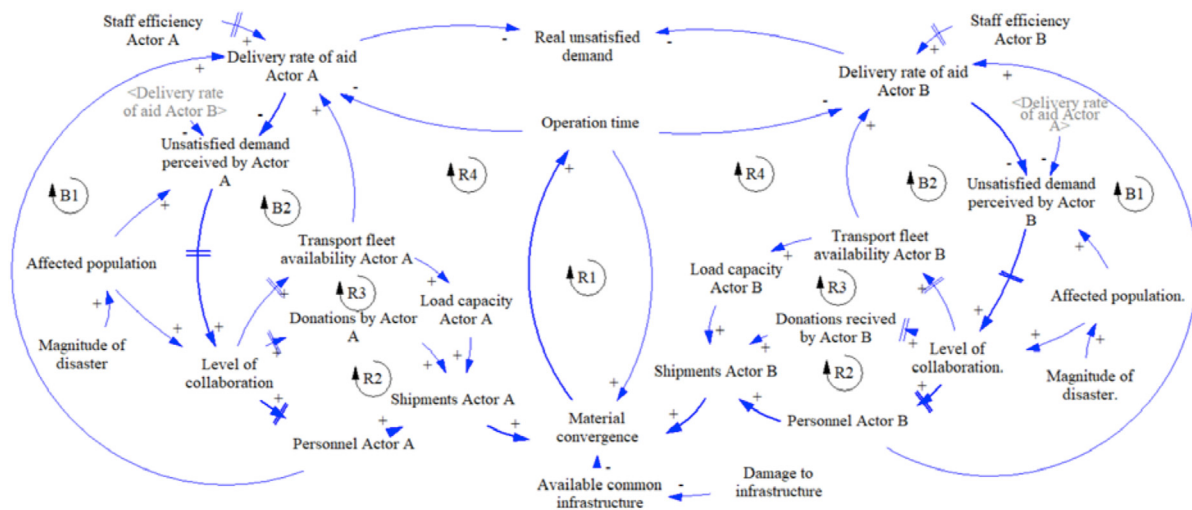 Staff efficiency
Actor A
Delivery rate of aid
Actor A
<Delivery rate
of aid Actor B>
Unsatisfied demand
perceived by Actor
A
B1
B2
R4
Affected population
Transport fleet
availability Actor A
R3
Load capacity
Actor A
Donations by Actor
A
Magnitude of
disaster
Level of
collaboration
R2
Shipments Actor A
Personnel Actor A
Real unsatisfied
demand
Operation time
R1
Material
convergence
Available common
infrastructure
Damage to
infrastructure
Staff efficiency
Actor B
Delivery rate of aid
Actor B
<Delivery rate
of aid Actor
A>
Unsatisfied demand
perceived by Actor
B
R4
B2
B1
Transport fleet
availability Actor B
Load capacity
Actor B
R3
Donations recived
by Actor B
Affected population.
Level of
collaboration.
Shipments Actor B
R2
Magnitude of
disaster.
Personnel Actor B